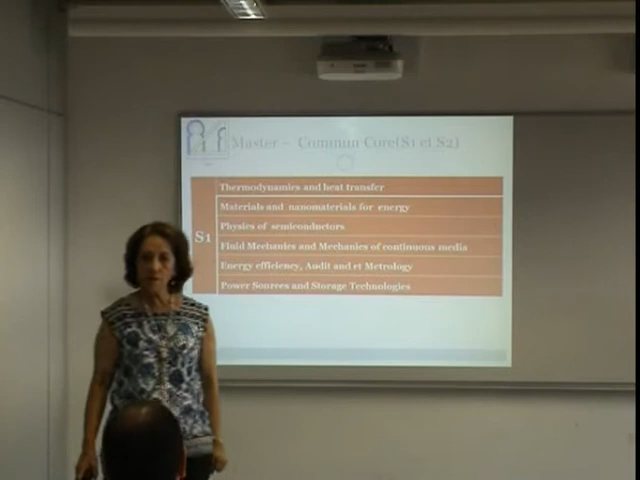 Master – Commun Core(S1 et S2)
Thermodynamics and heat transfer
Materials and nanomaterials for energy
Physics of semiconductors
S1
Fluid Mechanics and Mechanics of continuous media
Energy efficiency, Audit and et Metrology
Power Sources and Storage Technologies